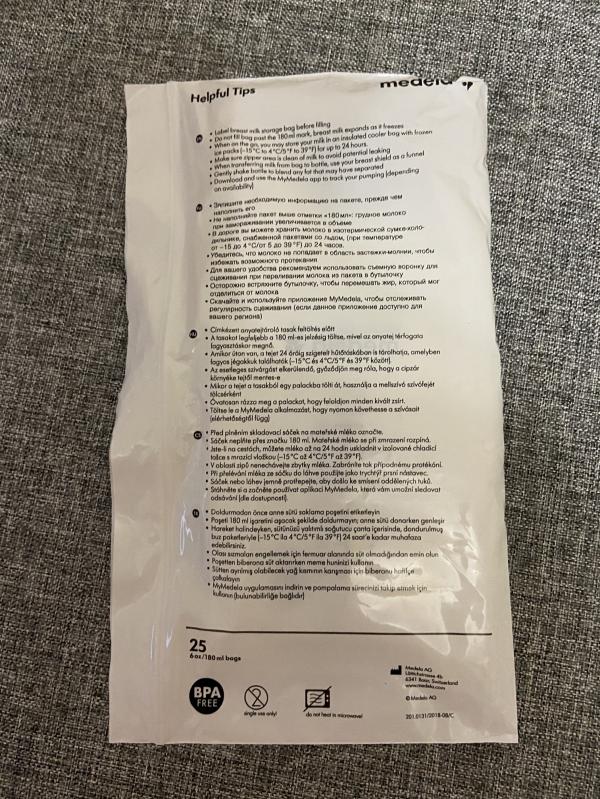 medela
Helpful Tips
EN
• Label breast milk storage bag before filling
• Do not fill bag past the 180ml mark, breast milk expands as it freezes
• When on the go, you may store your milk in an insulated cooler bag with frozen
ice packs (–15°C to 4°C/5°F to 39°F) for up to 24 hours.
• Make sure zipper area is clean of milk to avoid potential leaking
• When transferring milk from bag to bottle, use your breast shield as a funnel
• Gently shake bottle to blend any fat that may have separated
• Download and use the MyMedela app to track your pumping (depending
on availability)
RU
• Запишите необходимую информацию на пакете, прежде чем
наполнить его
• Не наполняйте пакет выше отметки «180 мл»: грудное молоко
при замораживании увеличивается в объеме
• В дороге вы можете хранить молоко в изотермической сумке-холо-
дильнике, снабженной пакетами со льдом, (при температуре
от –15 до 4°C/от 5 до 39°F) до 24 часов.
• Убедитесь, что молоко не попадает в область застежки-молнии, чтобы
избежать возможного протекания
• Для вашего удобства рекомендуем использовать съемную воронку для
сцеживания при переливании молока из пакета в бутылочку
• Осторожно встряхните бутылочку, чтобы перемешать жир, который мог
отделиться от молока
• Скачайте и используйте приложение MyMedela, чтобы отслеживать
регулярность сцеживания (если данное приложение доступно для
вашего региона)
HU
• Címkézett anyatejtároló tasak feltöltés előtt
• A tasakot legfeljebb a 180 ml-es jelzésig töltse, mivel az anyatej térfogata
fagyasztáskor megnő.
• Amikor úton van, a tejet 24 óráig szigetelt hűtőtáskában is tárolhatja, amelyben
fagyos jégakkuk találhatók (–15°C és 4°C/5°F és 39°F között).
• Az esetleges szivárgást elkerülendő, győződjön meg róla, hogy a cipzár
környéke tejtől mentes-e
• Mikor a tejet a tasakból egy palackba tölti át, használja a mellszívó szívófejét
tölcsérként
• Óvatosan rázza meg a palackot, hogy feloldjon minden kivált zsírt.
• Töltse le a MyMedela alkalmazást, hogy nyomon követhesse a szívásait
(elérhetőségtől függ)
CS
• Před plněním skladovací sáček na mateřské mléko označte.
• Sáček neplňte přes značku 180 ml. Mateřské mléko se při zmrazení rozpíná.
• Jste-li na cestách, můžete mléko až na 24 hodin uskladnit v izolované chladicí
tašce s mrazicí vložkou (–15°C až 4°C/5°F až 39°F).
• V oblasti zipů nenechávejte zbytky mléka. Zabráníte tak případnému protékání.
• Při přelévání mléka ze sáčku do láhve použijte jako trychtýř prsní nástavec.
• Sáček nebo láhev jemně protřepejte, aby došlo ke smísení oddělených tuků.
• Stáhněte si a začněte používat aplikaci MyMedela, která vám umožní sledovat
odsávání (dle dostupnosti).
TR
• Doldurmadan önce anne sütü saklama poşetini etiketleyin
• Poşeti 180 ml işaretini aşacak şekilde doldurmayın; anne sütü donarken genleşir
• Hareket halindeyken, sütünüzü yalıtımlı soğutucu çanta içerisinde, dondurulmuş
buz paketleriyle (–15°C ila 4°C/5°F ila 39°F) 24 saat'e kadar muhafaza
edebilirsiniz.
• Olası sızmaları engellemek için fermuar alanında süt olmadığından emin olun
• Poşetten biberona süt aktarırken meme huninizi kullanın
• Sütten ayrılmış olabilecek yağ kısmının karışması için biberonu hafifçe
çalkalayın
• MyMedela uygulamasını indirin ve pompalama sürecinizi takip etmek için
kullanın (bulunabilirliğe bağlıdır)
25
6 oz/180 ml bags
BPA
FREE
single use only!
do not heat in microwave!
Medela AG
Lättichstrasse 4b
6341 Baar, Switzerland
www.medela.com
© Medela AG
201.0131/2018-08/C